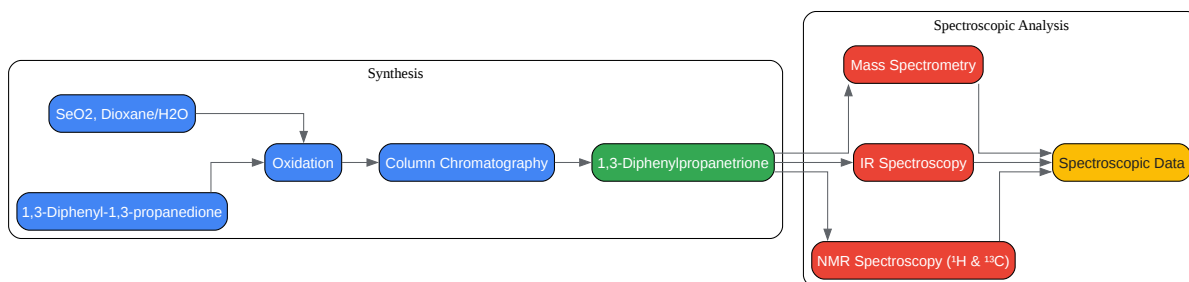 Spectroscopic Analysis
Synthesis
Mass Spectrometry
SeO2, Dioxane/H2O
Oxidation
Column Chromatography
1,3-Diphenylpropanetrione
IR Spectroscopy
Spectroscopic Data
1,3-Diphenyl-1,3-propanedione
NMR Spectroscopy (¹H & ¹³C)